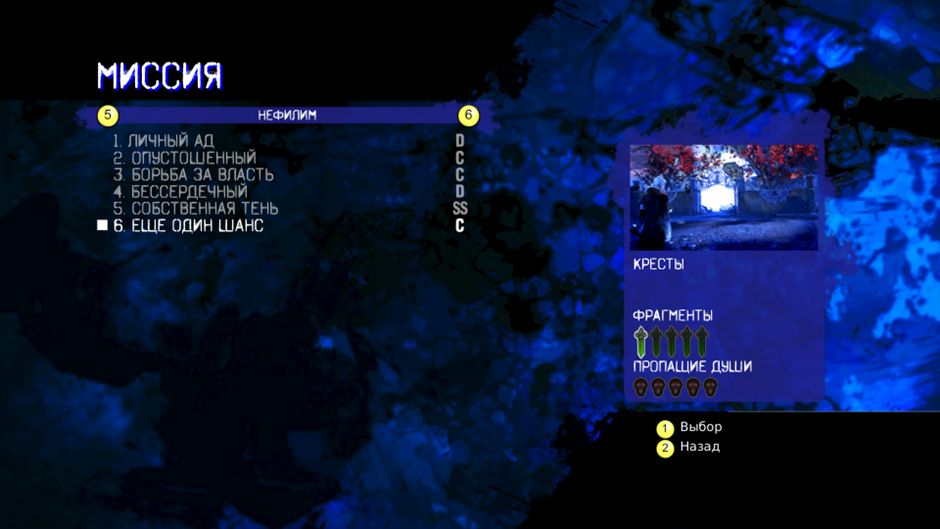 МИССИЯ
5 НЕФИЛИМ 6
1. ЛИЧНЫЙ АД D
2. ОПУСТОШЕННЫЙ C
3. БОРЬБА ЗА ВЛАСТЬ C
4. БЕССЕРДЕЧНЫЙ D
5. СОБСТВЕННАЯ ТЕНЬ SS
6. ЕЩЕ ОДИН ШАНС C
КРЕСТЫ
ФРАГМЕНТЫ
ПРОПАЩИЕ ДУШИ
1 Выбор
2 Назад